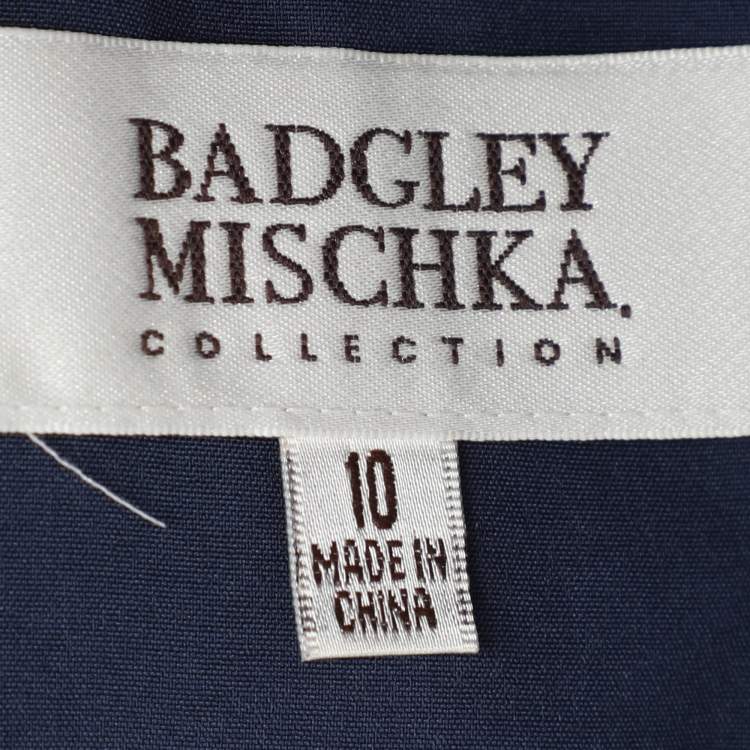 BADGLEY
MISCHKA.
COLLECTION
10
MADE IN
CHINA